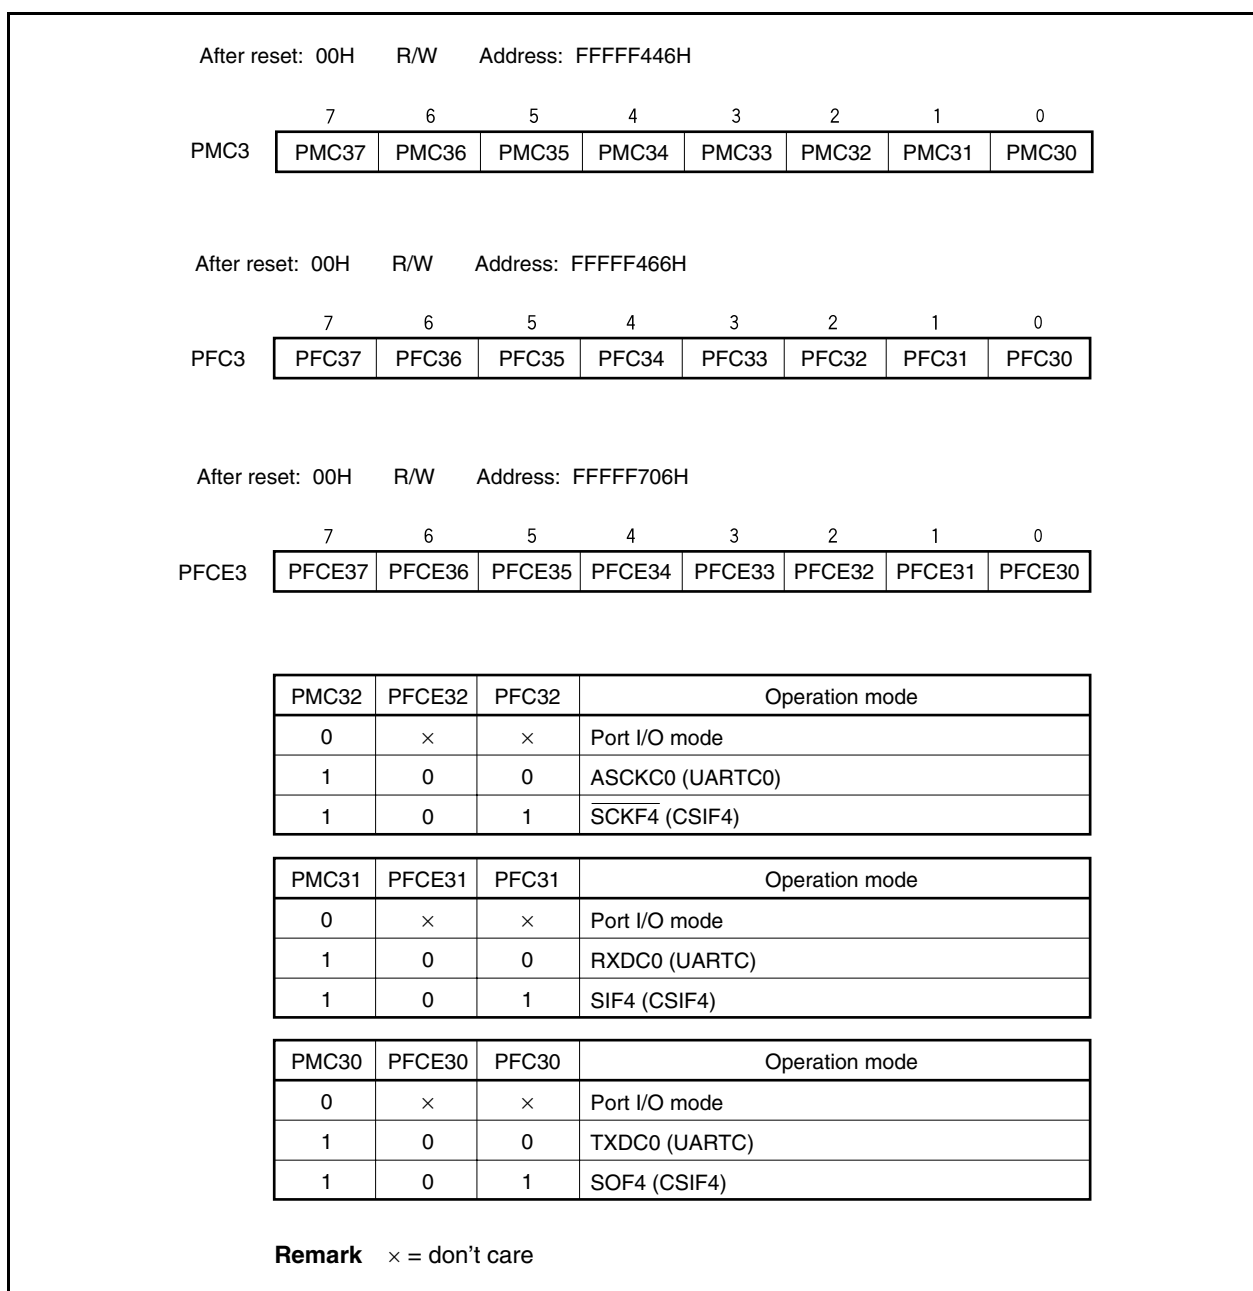 After reset: 00H R/W Address: FFFFF446H
7 6 5 4 3 2 1 0
PMC3 PMC37 PMC36 PMC35 PMC34 PMC33 PMC32 PMC31 PMC30
After reset: 00H R/W Address: FFFFF466H
7 6 5 4 3 2 1 0
PFC3 PFC37 PFC36 PFC35 PFC34 PFC33 PFC32 PFC31 PFC30
After reset: 00H R/W Address: FFFFF706H
7 6 5 4 3 2 1 0
PFCE3 PFCE37 PFCE36 PFCE35 PFCE34 PFCE33 PFCE32 PFCE31 PFCE30
PMC32 PFCE32 PFC32 Operation mode
0 × × Port I/O mode
1 0 0 ASCKC0 (UARTC0)
1 0 1 S̅C̅K̅F̅4̅ (CSIF4)
PMC31 PFCE31 PFC31 Operation mode
0 × × Port I/O mode
1 0 0 RXDC0 (UARTC)
1 0 1 SIF4 (CSIF4)
PMC30 PFCE30 PFC30 Operation mode
0 × × Port I/O mode
1 0 0 TXDC0 (UARTC)
1 0 1 SOF4 (CSIF4)
Remark × = don't care